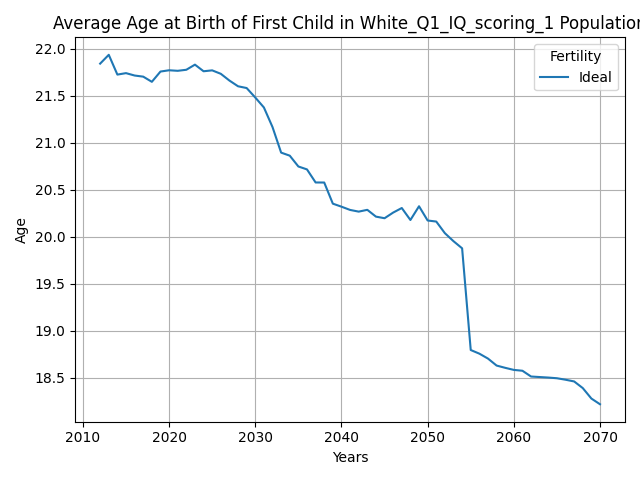 Average Age at Birth of First Child in White_Q1_IQ_scoring_1 Population
22.0
21.5
21.0
20.5
20.0
19.5
19.0
18.5
Age
Fertility
Ideal
2010 2020 2030 2040 2050 2060 2070
Years